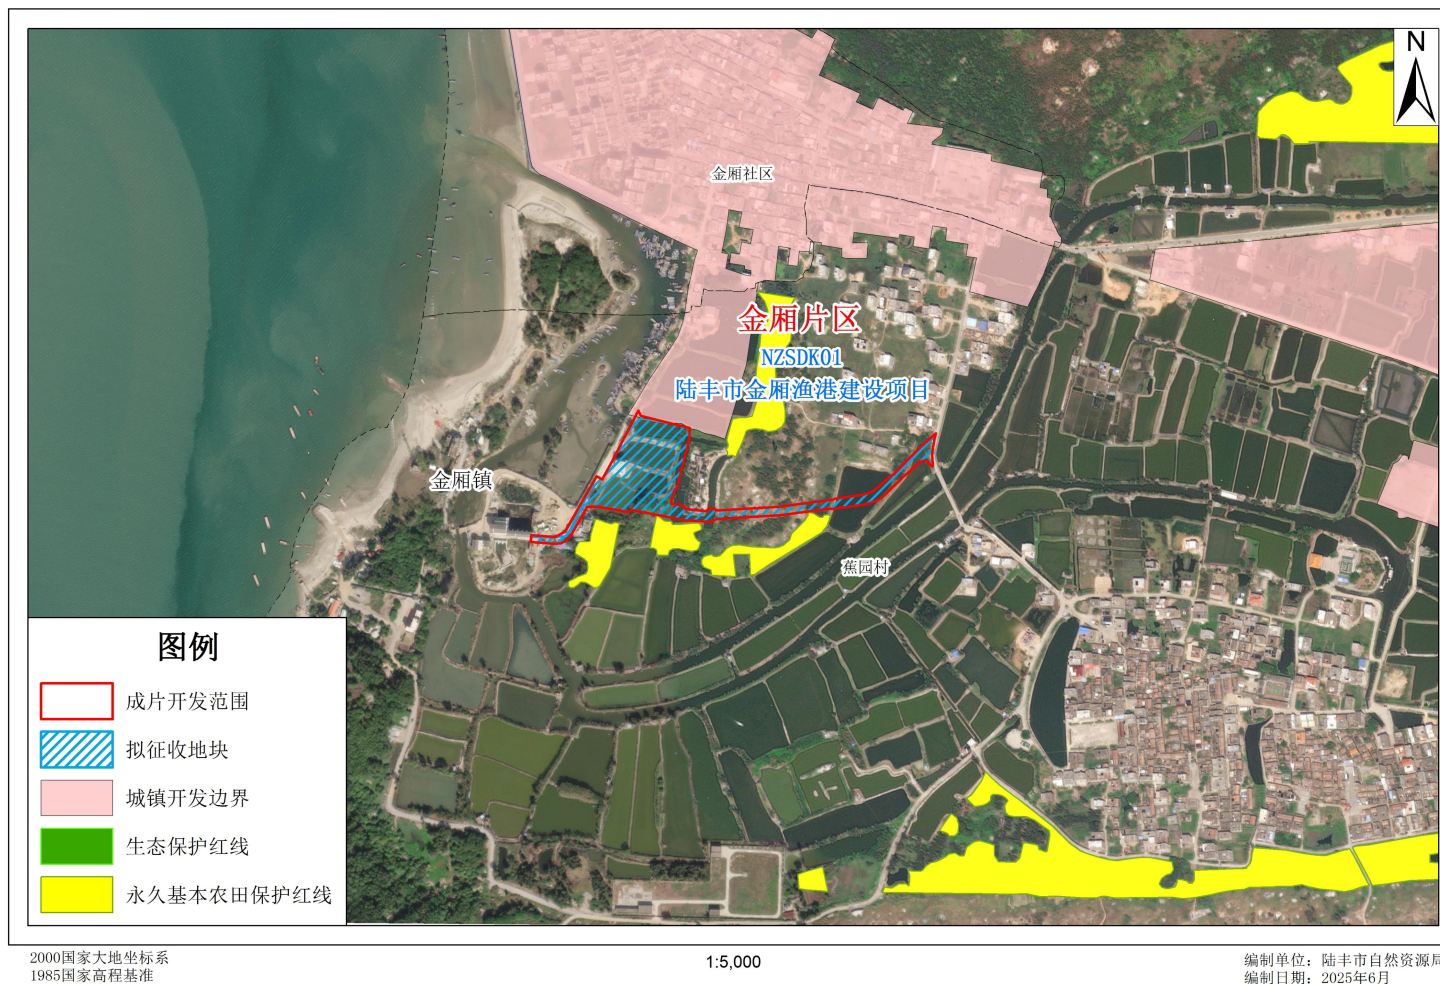 N
金厢社区
金厢片区
NZSDK01
陆丰市金厢渔港建设项目
金厢镇
蕉园村
图例
成片开发范围
拟征收地块
城镇开发边界
生态保护红线
永久基本农田保护红线
2000国家大地坐标系
1985国家高程基准
1:5,000
编制单位：陆丰市自然资源局
编制日期：2025年6月